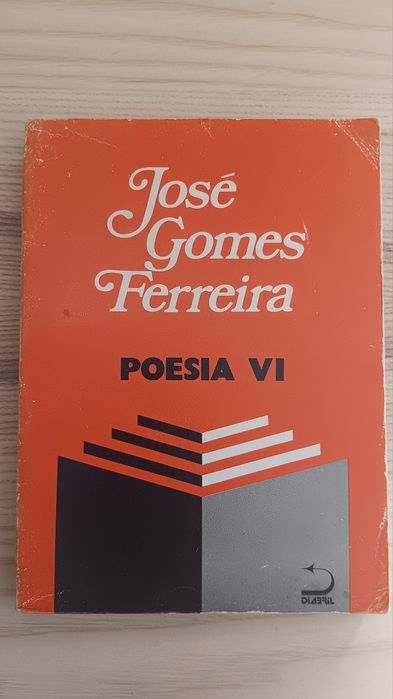 José
Gomes
Ferreira
POESIA VI
DIABRIL